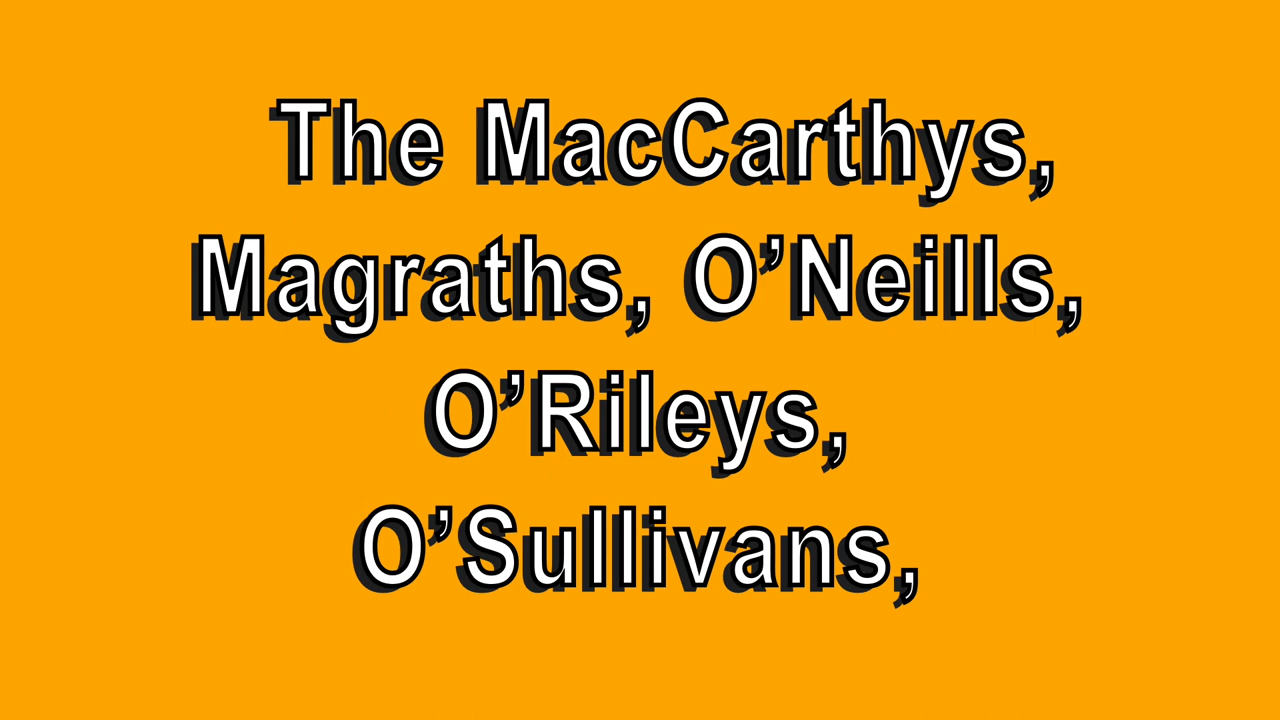 The MacCarthys,
Magraths, O’Neills,
O’Rileys,
O’Sullivans,